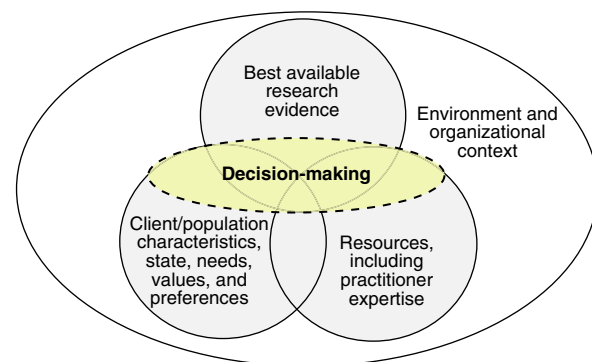 Best available
research
evidence
Environment and
organizational
context
Decision-making
Client/population
characteristics,
state, needs,
values, and
preferences
Resources,
including
practitioner
expertise